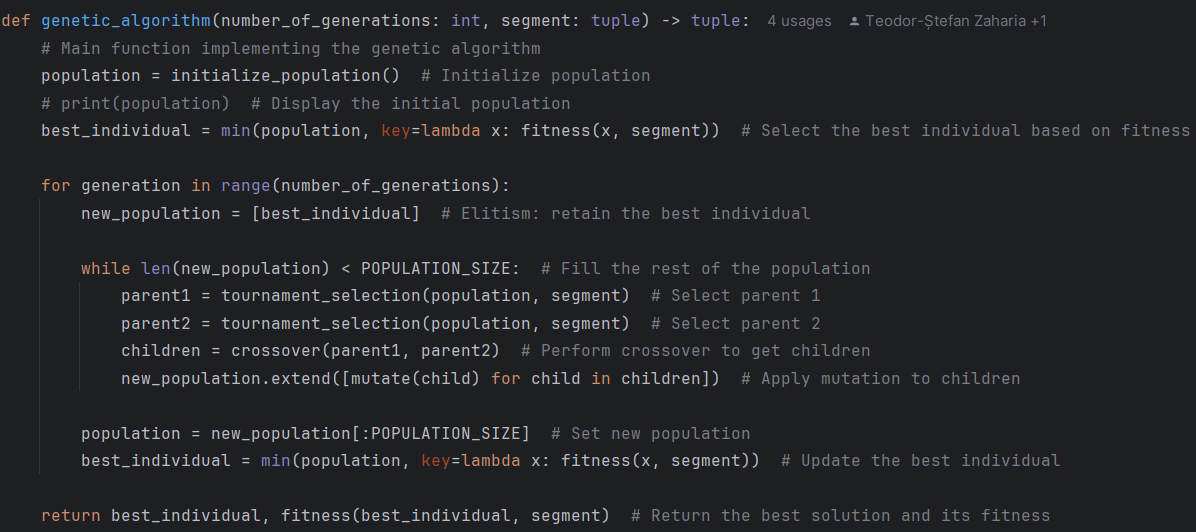 def genetic_algorithm(number_of_generations: int, segment: tuple) -> tuple: 4 usages Teodor-Ștefan Zaharia +1
    # Main function implementing the genetic algorithm
    population = initialize_population()  # Initialize population
    # print(population)  # Display the initial population
    best_individual = min(population, key=lambda x: fitness(x, segment))  # Select the best individual based on fitness
    for generation in range(number_of_generations):
        new_population = [best_individual]  # Elitism: retain the best individual
        while len(new_population) < POPULATION_SIZE:  # Fill the rest of the population
            parent1 = tournament_selection(population, segment)  # Select parent 1
            parent2 = tournament_selection(population, segment)  # Select parent 2
            children = crossover(parent1, parent2)  # Perform crossover to get children
            new_population.extend([mutate(child) for child in children])  # Apply mutation to children
        population = new_population[:POPULATION_SIZE]  # Set new population
        best_individual = min(population, key=lambda x: fitness(x, segment))  # Update the best individual
    return best_individual, fitness(best_individual, segment)  # Return the best solution and its fitness